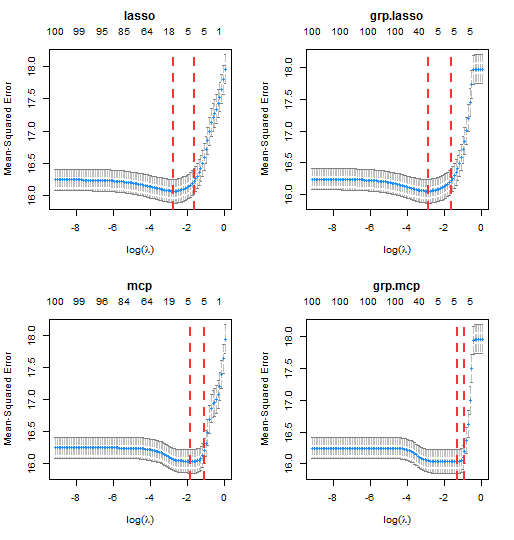 lasso
100 99 96 85 64 18 5 5 1
Mean-Squared Error
16.0 16.5 17.0 17.5 18.0
-8 -6 -4 -2 0
log(λ)
grp.lasso
100 100 100 100 45 5 5
Mean-Squared Error
16.0 16.5 17.0 17.5 18.0
-8 -6 -4 -2 0
log(λ)
mcp
100 99 96 84 64 19 5 5 1
Mean-Squared Error
16.0 16.5 17.0 17.5 18.0
-8 -6 -4 -2 0
log(λ)
grp.mcp
100 100 100 100 40 5 5 5
Mean-Squared Error
16.0 16.5 17.0 17.5 18.0
-8 -6 -4 -2 0
log(λ)